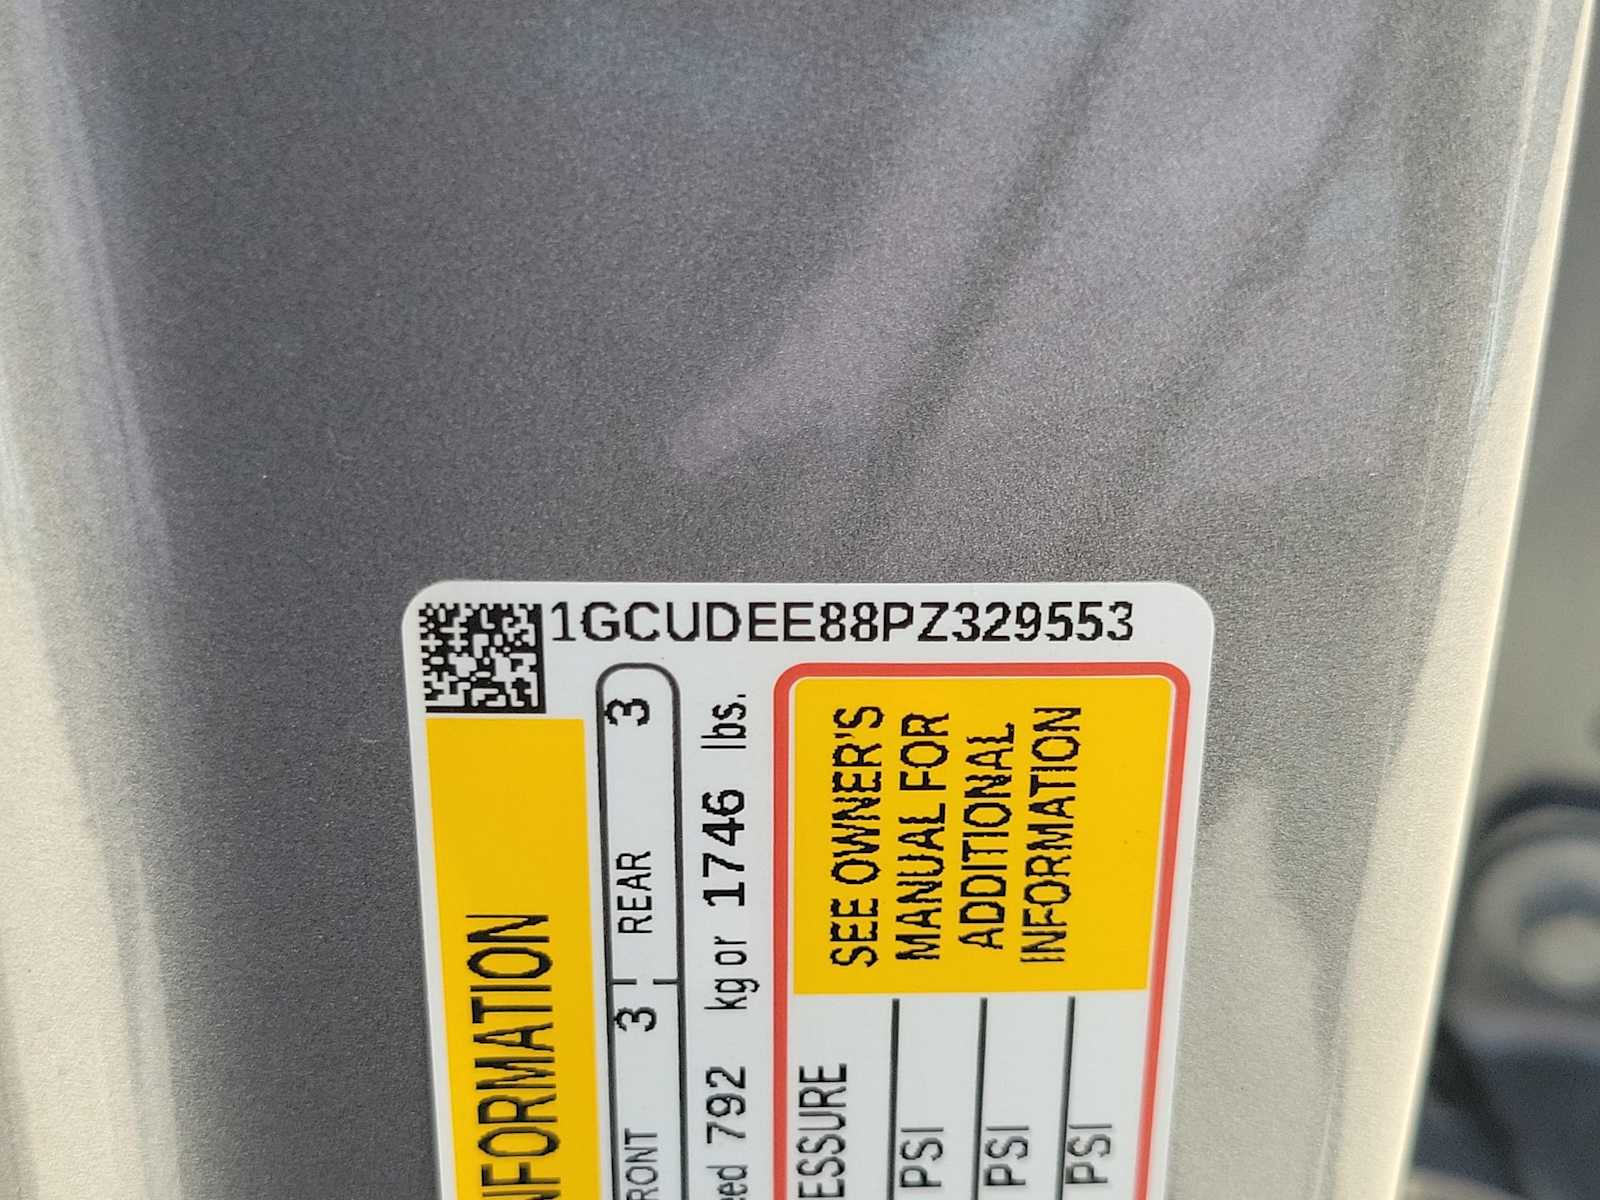 1GCUDEE88PZ329553
NFORMATION
RONT 3 REAR 3
eed 792 kg or 1746 lbs.
ESSURE
SEE OWNER'S
MANUAL FOR
ADDITIONAL
INFORMATION
PSI
PSI
PSI